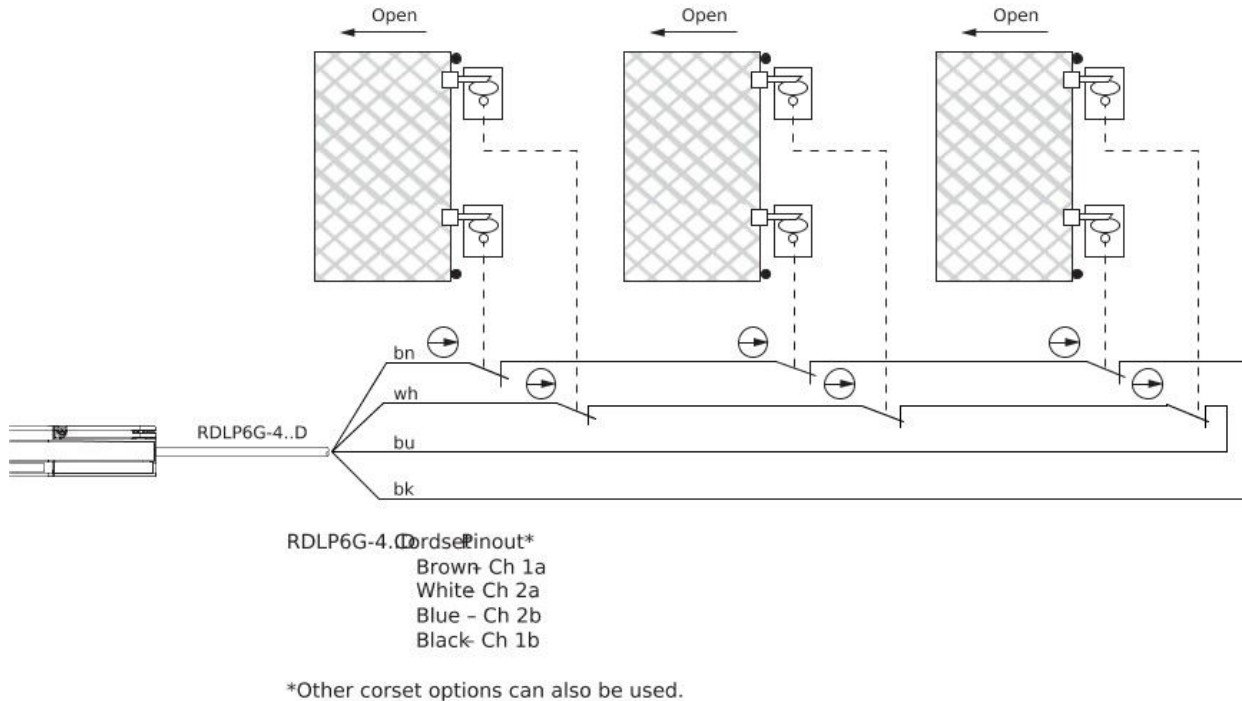 Open Open Open
bn
wh
RDLP6G-4..D
bu
bk
RDLP6G-4..D Cordset Pinout*
Brown – Ch 1a
White – Ch 2a
Blue – Ch 2b
Black – Ch 1b
*Other corset options can also be used.